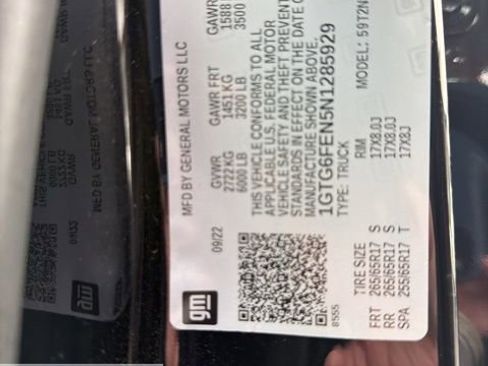 gm
MFD BY GENERAL MOTORS LLC
09/22
GVWR GAWR FRT GAWR
2722 KG 1451 KG 1588
6000 LB 3200 LB 3500
THIS VEHICLE CONFORMS TO ALL
APPLICABLE U.S. FEDERAL MOTOR
VEHICLE SAFETY AND THEFT PREVENT
STANDARDS IN EFFECT ON THE DATE O
MANUFACTURE SHOWN ABOVE.
1GTG6FEN5N1285929
TYPE: TRUCK MODEL: 59T2N
8555
TIRE SIZE RIM
FRT 265/65R17 S 17X8.0J
RR 265/65R17 S 17X8.0J
SPA 255/65R17 T 17X8J